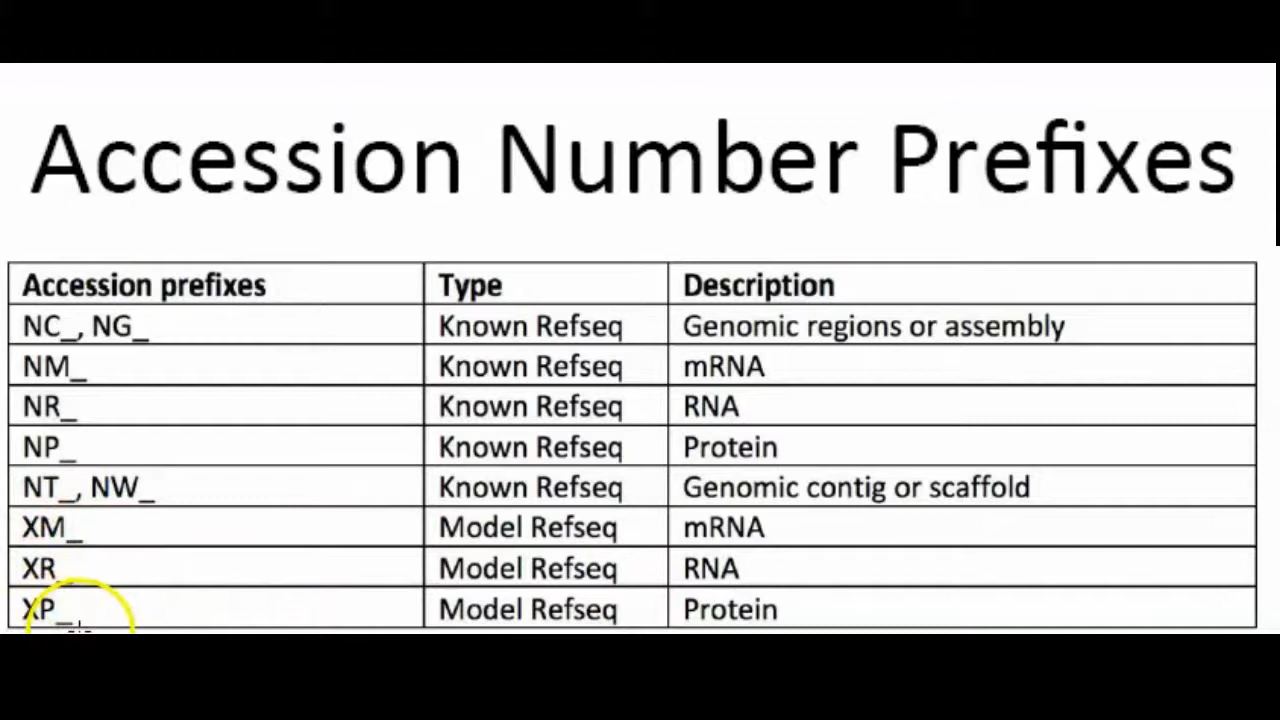 Accession Number Prefixes
Accession prefixes Type Description
NC_, NG_ Known Refseq Genomic regions or assembly
NM_ Known Refseq mRNA
NR_ Known Refseq RNA
NP_ Known Refseq Protein
NT_, NW_ Known Refseq Genomic contig or scaffold
XM_ Model Refseq mRNA
XR_ Model Refseq RNA
XP_ Model Refseq Protein